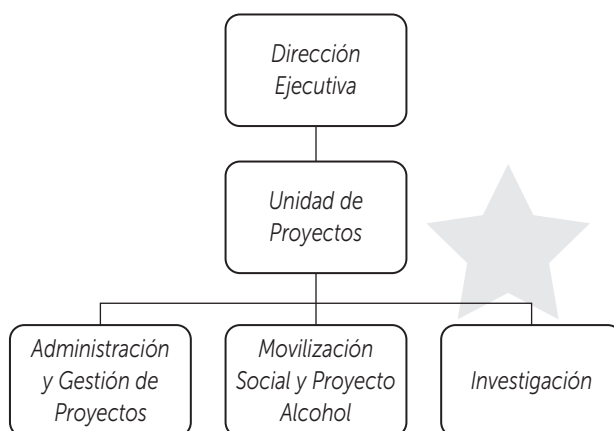 Dirección
Ejecutiva
Unidad de
Proyectos
Administración
y Gestión de
Proyectos
Movilización
Social y Proyecto
Alcohol
Investigación